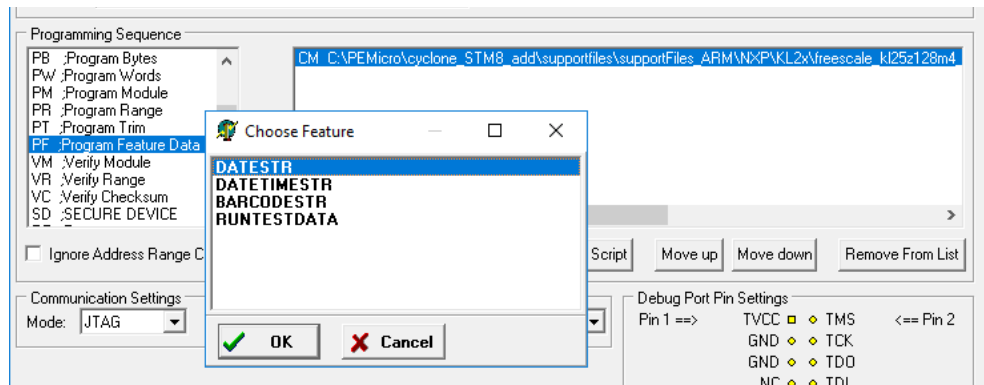 Programming Sequence
PB ;Program Bytes
PW ;Program Words
PM ;Program Module
PR ;Program Range
PT ;Program Trim
PF ;Program Feature Data
VM ;Verify Module
VR ;Verify Range
VC ;Verify Checksum
SD ;SECURE DEVICE
CM C:\PEMicro\cyclone_STM8_add\supportfiles\supportFiles_ARM\NXP\KL2x\freescale_kl25z128m4
Choose Feature
DATESTR
DATETIMESTR
BARCODESTR
RUNTESTDATA
OK
Cancel
Ignore Address Range C
Script
Move up
Move down
Remove From List
Communication Settings
Mode: JTAG
Debug Port Pin Settings
Pin 1 ==> TVCC TMS <== Pin 2
GND TCK
GND TDO
NC TDI